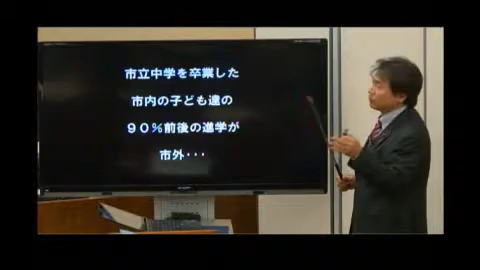 市立中学を卒業した
市内の子ども達の
９０％前後の進学が
市外･･･